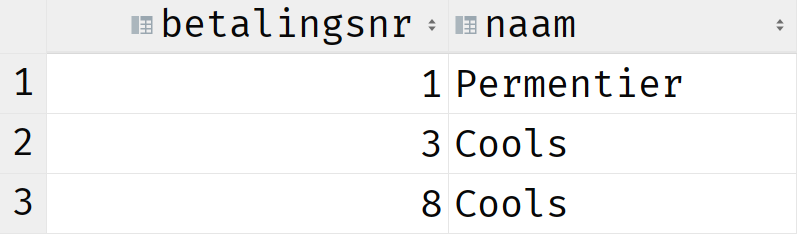 betalingsnr naam
1 1 Permentier
2 3 Cools
3 8 Cools